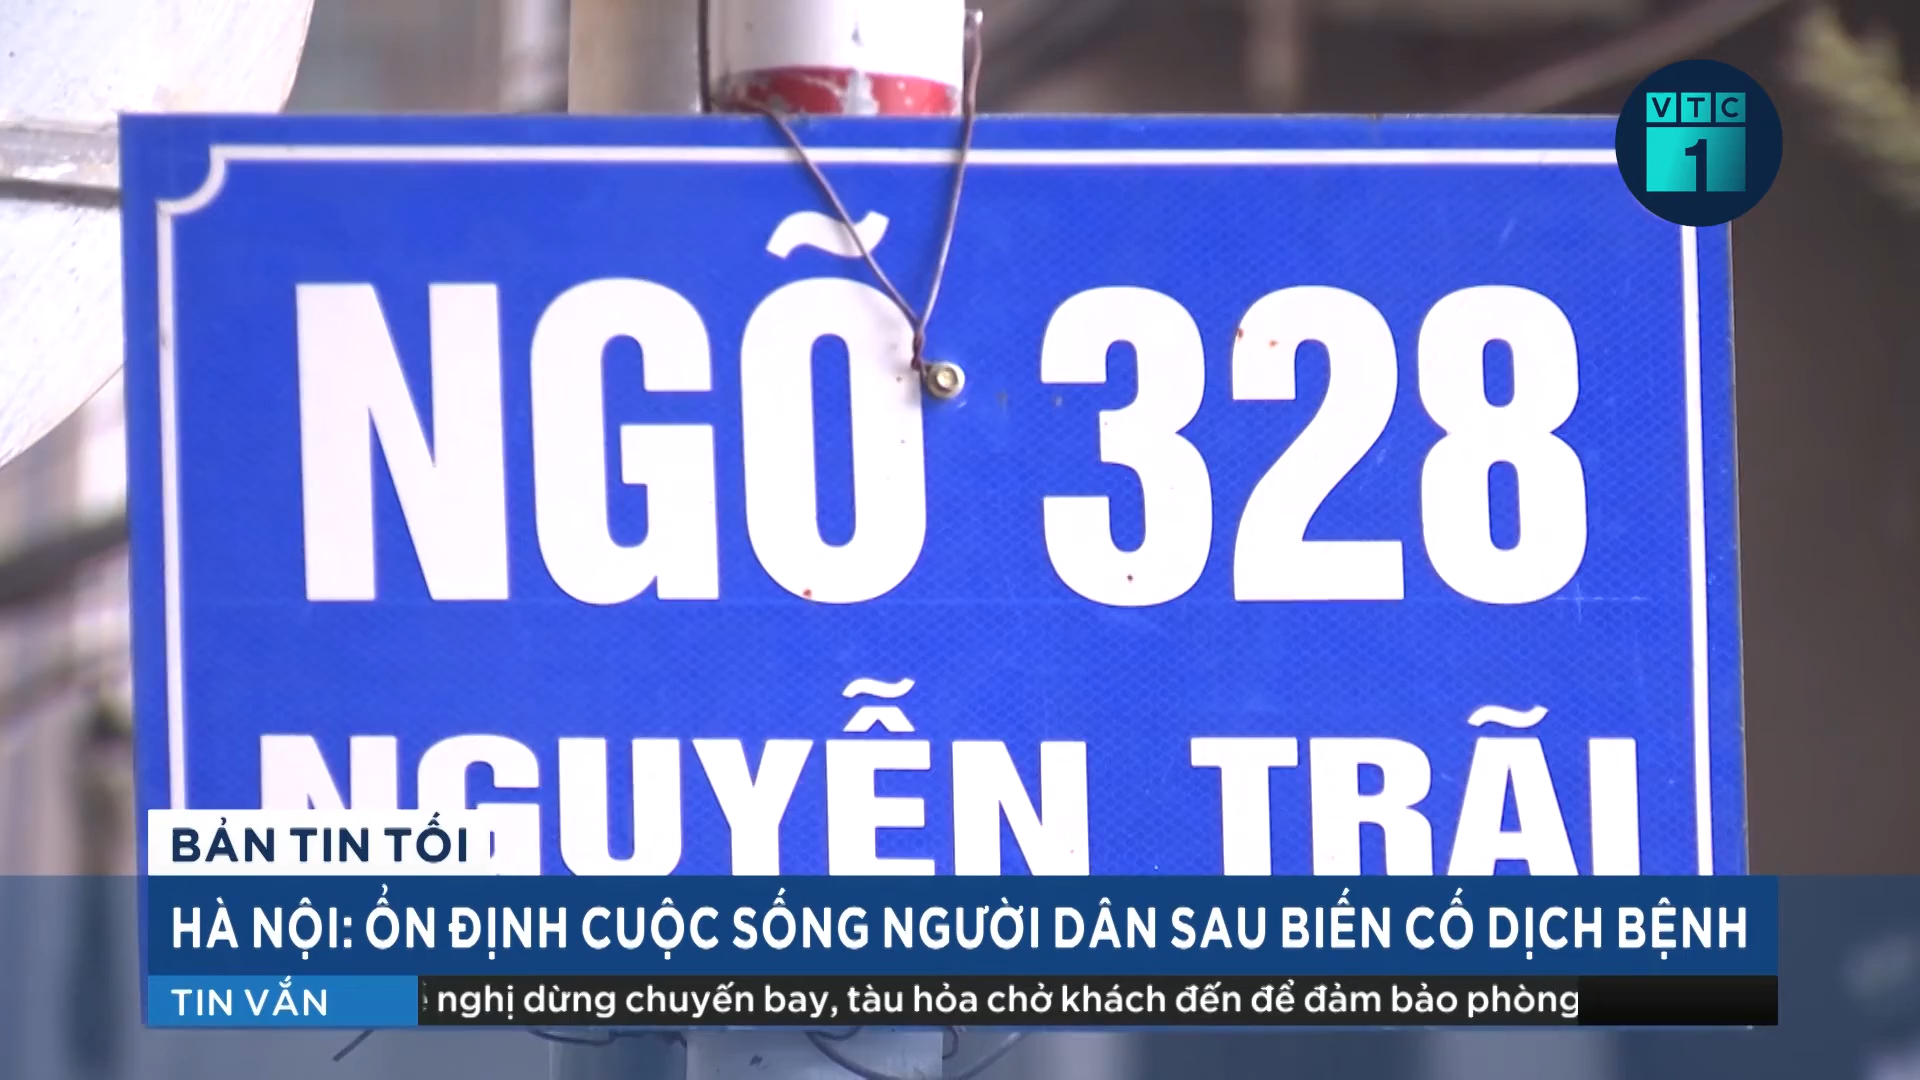 VTC
1
NGÕ 328
NGUYỄN TRÃI
BẢN TIN TỐI
HÀ NỘI: ỔN ĐỊNH CUỘC SỐNG NGƯỜI DÂN SAU BIẾN CỐ DỊCH BỆNH
TIN VẮN
nghị dừng chuyến bay, tàu hỏa chở khách đến để đảm bảo phòng